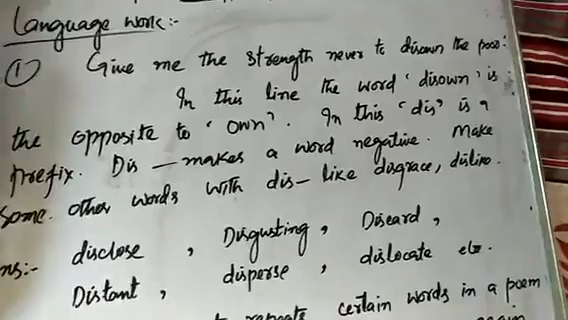 Language work:-
① Give me the strength never to disown the poor:
In this line the word 'disown' is
the opposite to 'own'. In this 'dis' is a
prefix. Dis — makes a word negative. Make
Some other words with dis— like disgrace,
ns:- disclose, Disgusting, Discard,
Distant, disperse, dislocate etc.
certain words in a poem